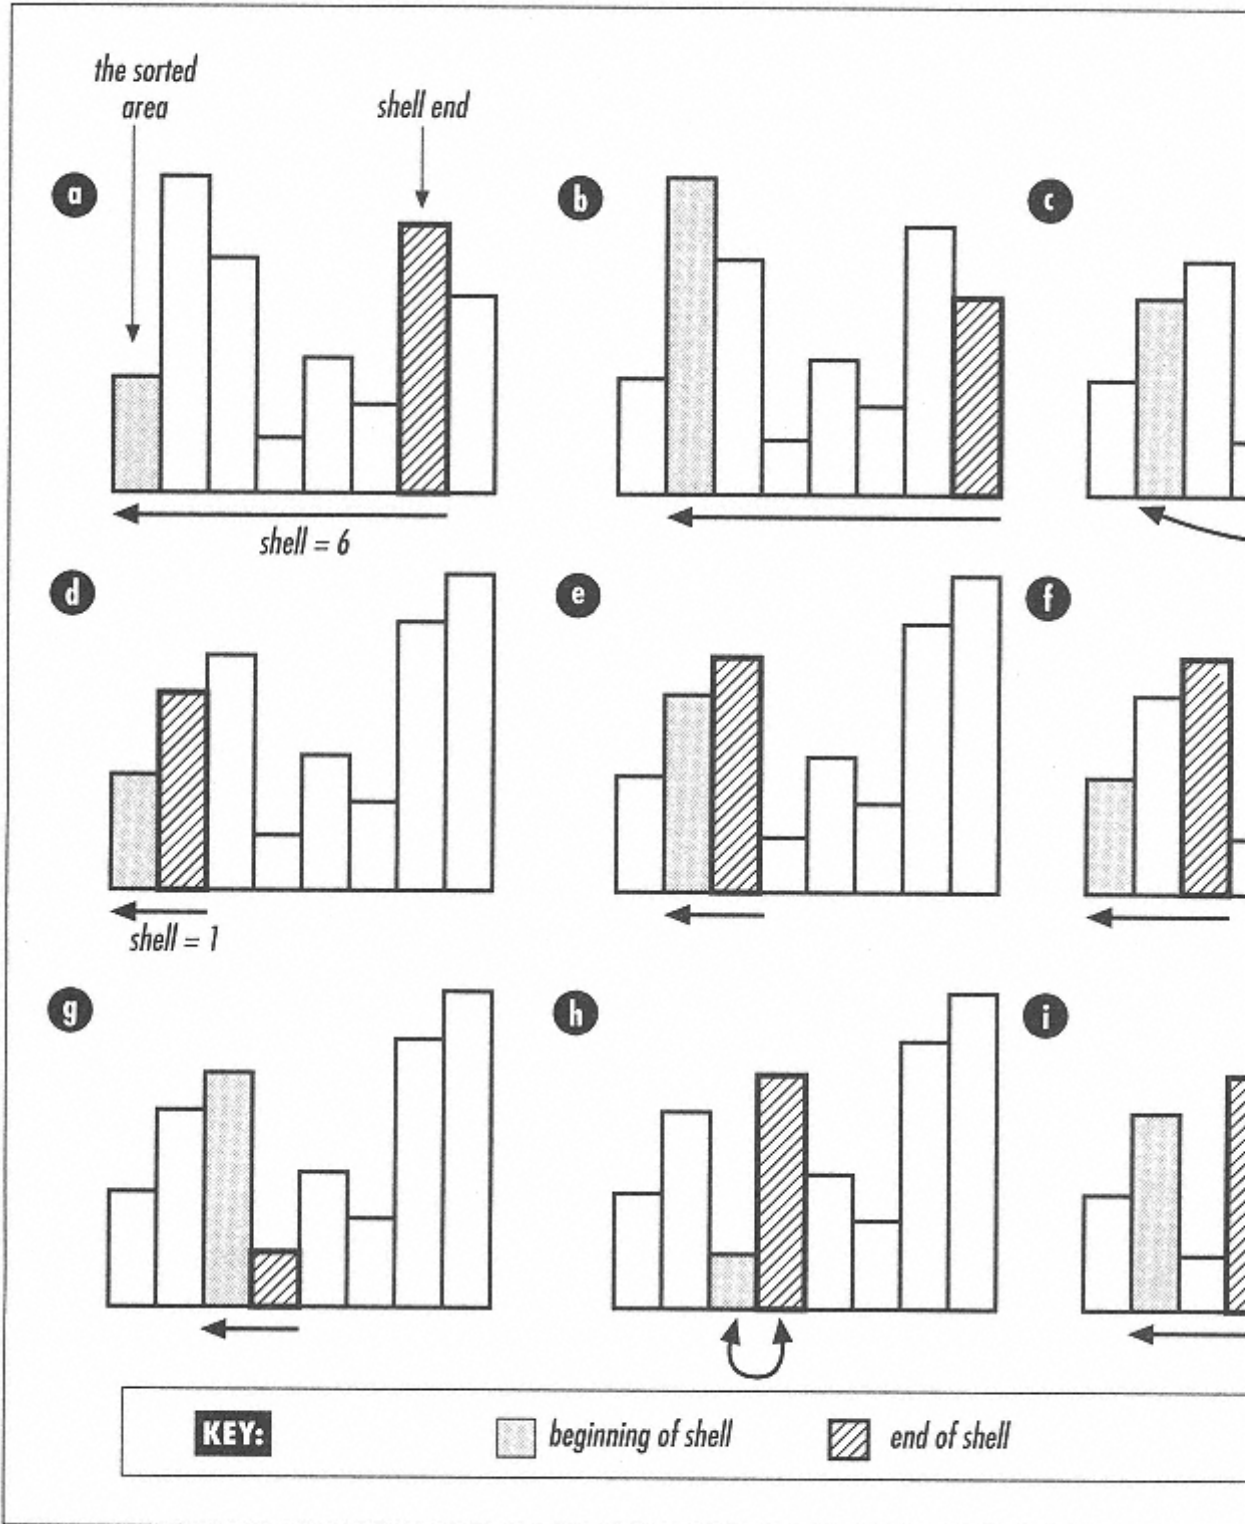 the sorted
area
shell end
a
b
c
shell = 6
d
e
f
shell = 1
g
h
i
KEY:
beginning of shell
end of shell